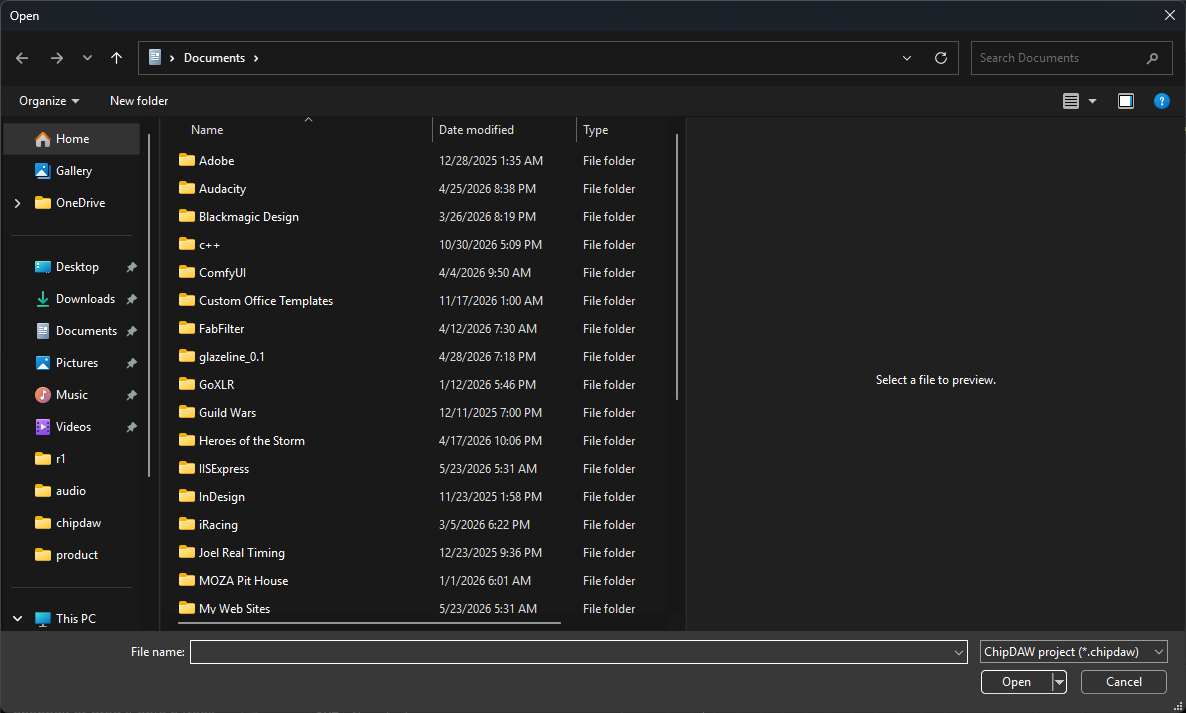 Open
Documents
Search Documents
Organize
New folder
Home
Gallery
OneDrive
Desktop
Downloads
Documents
Pictures
Music
Videos
r1
audio
chipdaw
product
This PC
Name Date modified Type
Adobe 12/28/2025 1:35 AM File folder
Audacity 4/25/2026 8:38 PM File folder
Blackmagic Design 3/26/2026 8:19 PM File folder
c++ 10/30/2026 5:09 PM File folder
ComfyUI 4/4/2026 9:50 AM File folder
Custom Office Templates 11/17/2026 1:00 AM File folder
FabFilter 4/12/2026 7:30 AM File folder
glazeline_0.1 4/28/2026 7:18 PM File folder
GoXLR 1/12/2026 5:46 PM File folder
Guild Wars 12/11/2025 7:00 PM File folder
Heroes of the Storm 4/17/2026 10:06 PM File folder
IISExpress 5/23/2026 5:31 AM File folder
InDesign 11/23/2025 1:58 PM File folder
iRacing 3/5/2026 6:22 PM File folder
Joel Real Timing 12/23/2025 9:36 PM File folder
MOZA Pit House 1/1/2026 6:01 AM File folder
My Web Sites 5/23/2026 5:31 AM File folder
Select a file to preview.
File name:
ChipDAW project (*.chipdaw)
Open
Cancel